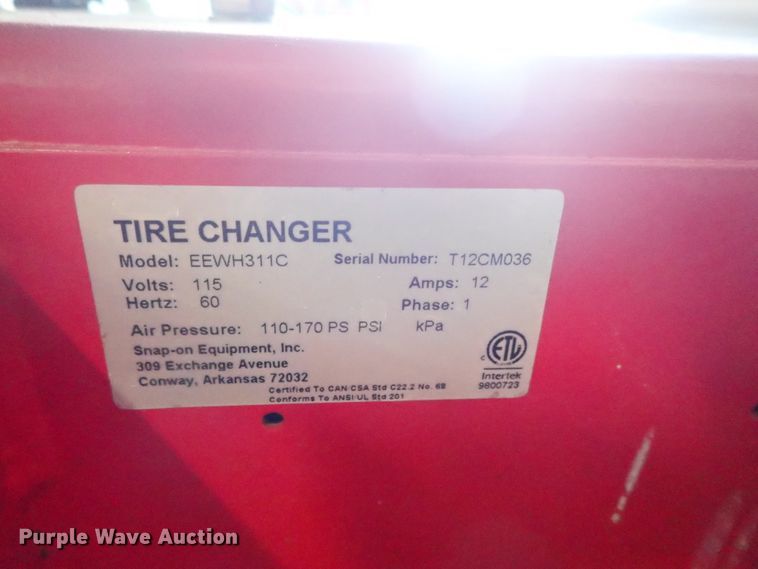 TIRE CHANGER
Model: EEWH311C Serial Number: T12CM036
Volts: 115 Amps: 12
Hertz: 60 Phase: 1
Air Pressure: 110-170 PS PSI kPa
Snap-on Equipment, Inc.
309 Exchange Avenue
Conway, Arkansas 72032
Certified To CAN/CSA Std C22.2 No. 68
Conforms To ANSI/UL Std 201
C ETL
Intertek
9800723
Purple Wave Auction